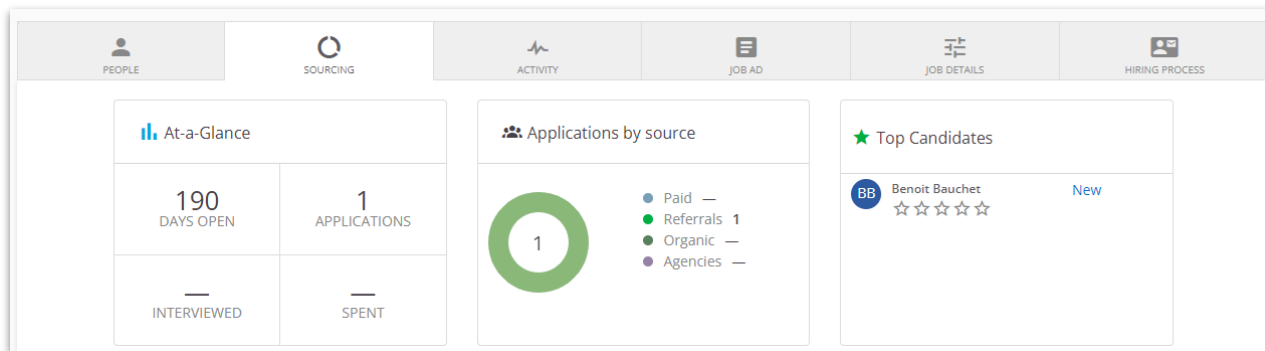 PEOPLE
SOURCING
ACTIVITY
JOB AD
JOB DETAILS
HIRING PROCESS
At-a-Glance
190
DAYS OPEN
1
APPLICATIONS
—
INTERVIEWED
—
SPENT
Applications by source
1
Paid —
Referrals 1
Organic —
Agencies —
Top Candidates
BB
Benoit Bauchet
New